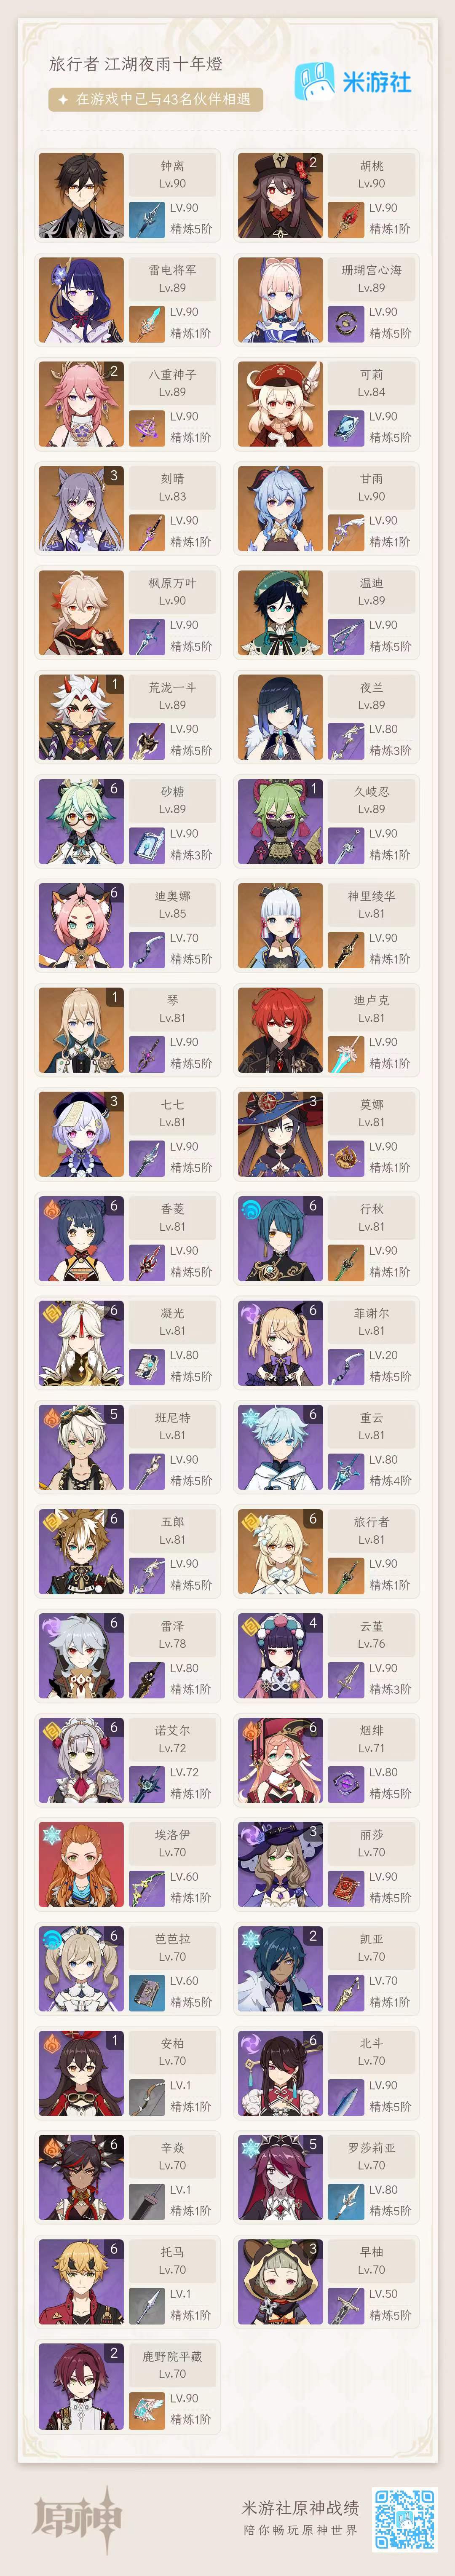 旅行者 江湖夜雨十年燈
米游社
在游戏中已与43名伙伴相遇
钟离
Lv.90
LV.90
精炼5阶
2
胡桃
Lv.90
LV.90
精炼1阶
雷电将军
Lv.89
LV.90
精炼1阶
珊瑚宫心海
Lv.89
LV.90
精炼5阶
2
八重神子
Lv.89
LV.90
精炼1阶
可莉
Lv.84
LV.90
精炼5阶
3
刻晴
Lv.83
LV.90
精炼1阶
甘雨
Lv.90
LV.90
精炼1阶
枫原万叶
Lv.90
LV.90
精炼5阶
温迪
Lv.89
LV.90
精炼5阶
1
荒泷一斗
Lv.89
LV.90
精炼5阶
夜兰
Lv.89
LV.80
精炼3阶
6
砂糖
Lv.89
LV.90
精炼3阶
1
久岐忍
Lv.89
LV.90
精炼1阶
6
迪奥娜
Lv.85
LV.70
精炼5阶
神里绫华
Lv.81
LV.90
精炼1阶
1
琴
Lv.81
LV.90
精炼5阶
迪卢克
Lv.81
LV.90
精炼1阶
3
七七
Lv.81
LV.90
精炼5阶
3
莫娜
Lv.81
LV.90
精炼5阶
6
香菱
Lv.81
LV.90
精炼5阶
6
行秋
Lv.81
LV.90
精炼1阶
6
凝光
Lv.81
LV.80
精炼5阶
6
菲谢尔
Lv.81
LV.20
精炼5阶
5
班尼特
Lv.81
LV.90
精炼5阶
6
重云
Lv.81
LV.80
精炼4阶
6
五郎
Lv.81
LV.90
精炼5阶
6
旅行者
Lv.81
LV.90
精炼1阶
6
雷泽
Lv.78
LV.80
精炼1阶
4
云堇
Lv.76
LV.90
精炼3阶
6
诺艾尔
Lv.72
LV.72
精炼1阶
6
烟绯
Lv.71
LV.80
精炼5阶
埃洛伊
Lv.70
LV.60
精炼1阶
3
丽莎
Lv.70
LV.90
精炼5阶
6
芭芭拉
Lv.70
LV.60
精炼5阶
2
凯亚
Lv.70
LV.70
精炼1阶
1
安柏
Lv.70
LV.1
精炼1阶
6
北斗
Lv.70
LV.90
精炼5阶
6
辛焱
Lv.70
LV.1
精炼1阶
5
罗莎莉亚
Lv.70
LV.80
精炼5阶
6
托马
Lv.70
LV.1
精炼1阶
3
早柚
Lv.70
LV.50
精炼5阶
2
鹿野院平藏
Lv.70
LV.90
精炼1阶
原神
米游社原神战绩
陪你畅玩原神世界